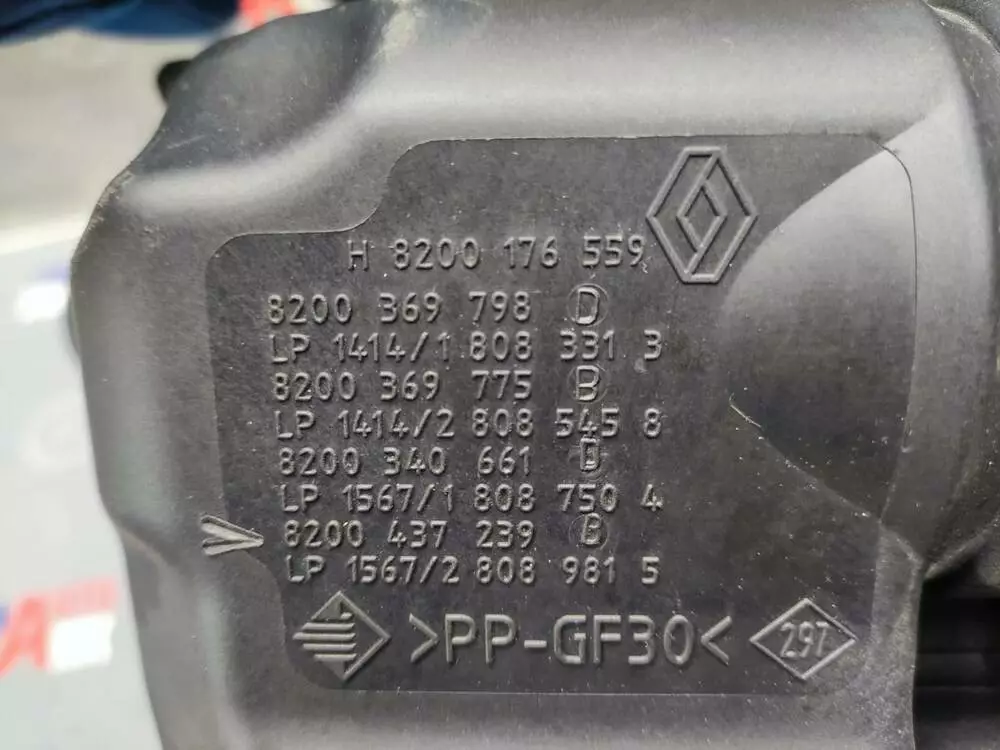 H 8200 176 559
8200 369 798 D
LP 1414/1 808 331 3
8200 369 775 B
LP 1414/2 808 545 8
8200 340 661 D
LP 1567/1 808 750 4
8200 437 239 B
LP 1567/2 808 981 5
>PP-GF30< 297